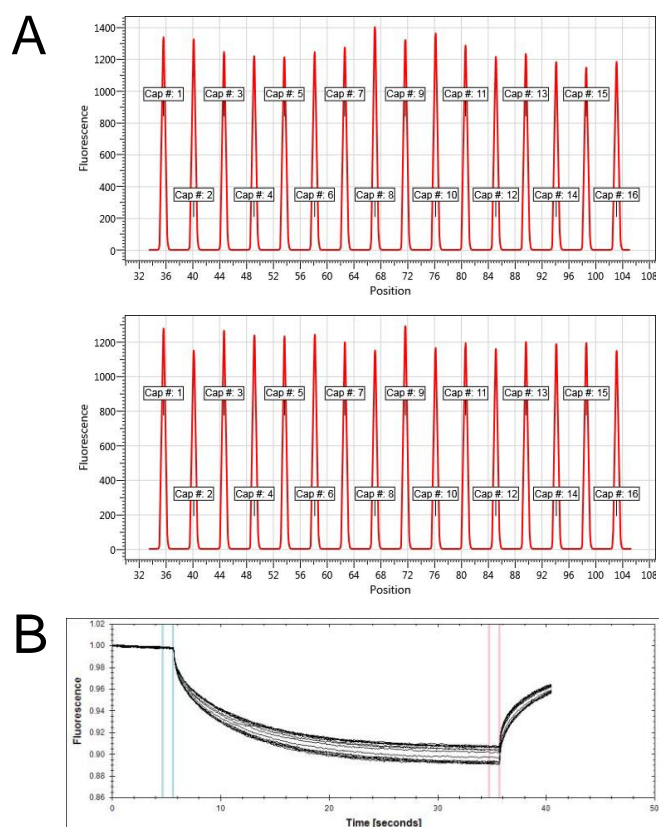 A
1400
1200
1000
800
600
400
200
0
Fluorescence
Cap #: 1 Cap #: 3 Cap #: 5 Cap #: 7 Cap #: 9 Cap #: 11 Cap #: 13 Cap #: 15
Cap #: 2 Cap #: 4 Cap #: 6 Cap #: 8 Cap #: 10 Cap #: 12 Cap #: 14 Cap #: 16
32 36 40 44 48 52 56 60 64 68 72 76 80 84 88 92 96 100 104 108
Position
1200
1000
800
600
400
200
0
Fluorescence
Cap #: 1 Cap #: 3 Cap #: 5 Cap #: 7 Cap #: 9 Cap #: 11 Cap #: 13 Cap #: 15
Cap #: 2 Cap #: 4 Cap #: 6 Cap #: 8 Cap #: 10 Cap #: 12 Cap #: 14 Cap #: 16
32 36 40 44 48 52 56 60 64 68 72 76 80 84 88 92 96 100 104 108
Position
B
1.02
1.00
0.96
0.94
0.90
0.88
0.86
Fluorescence
0 10 20 30 40 50
Time [seconds]